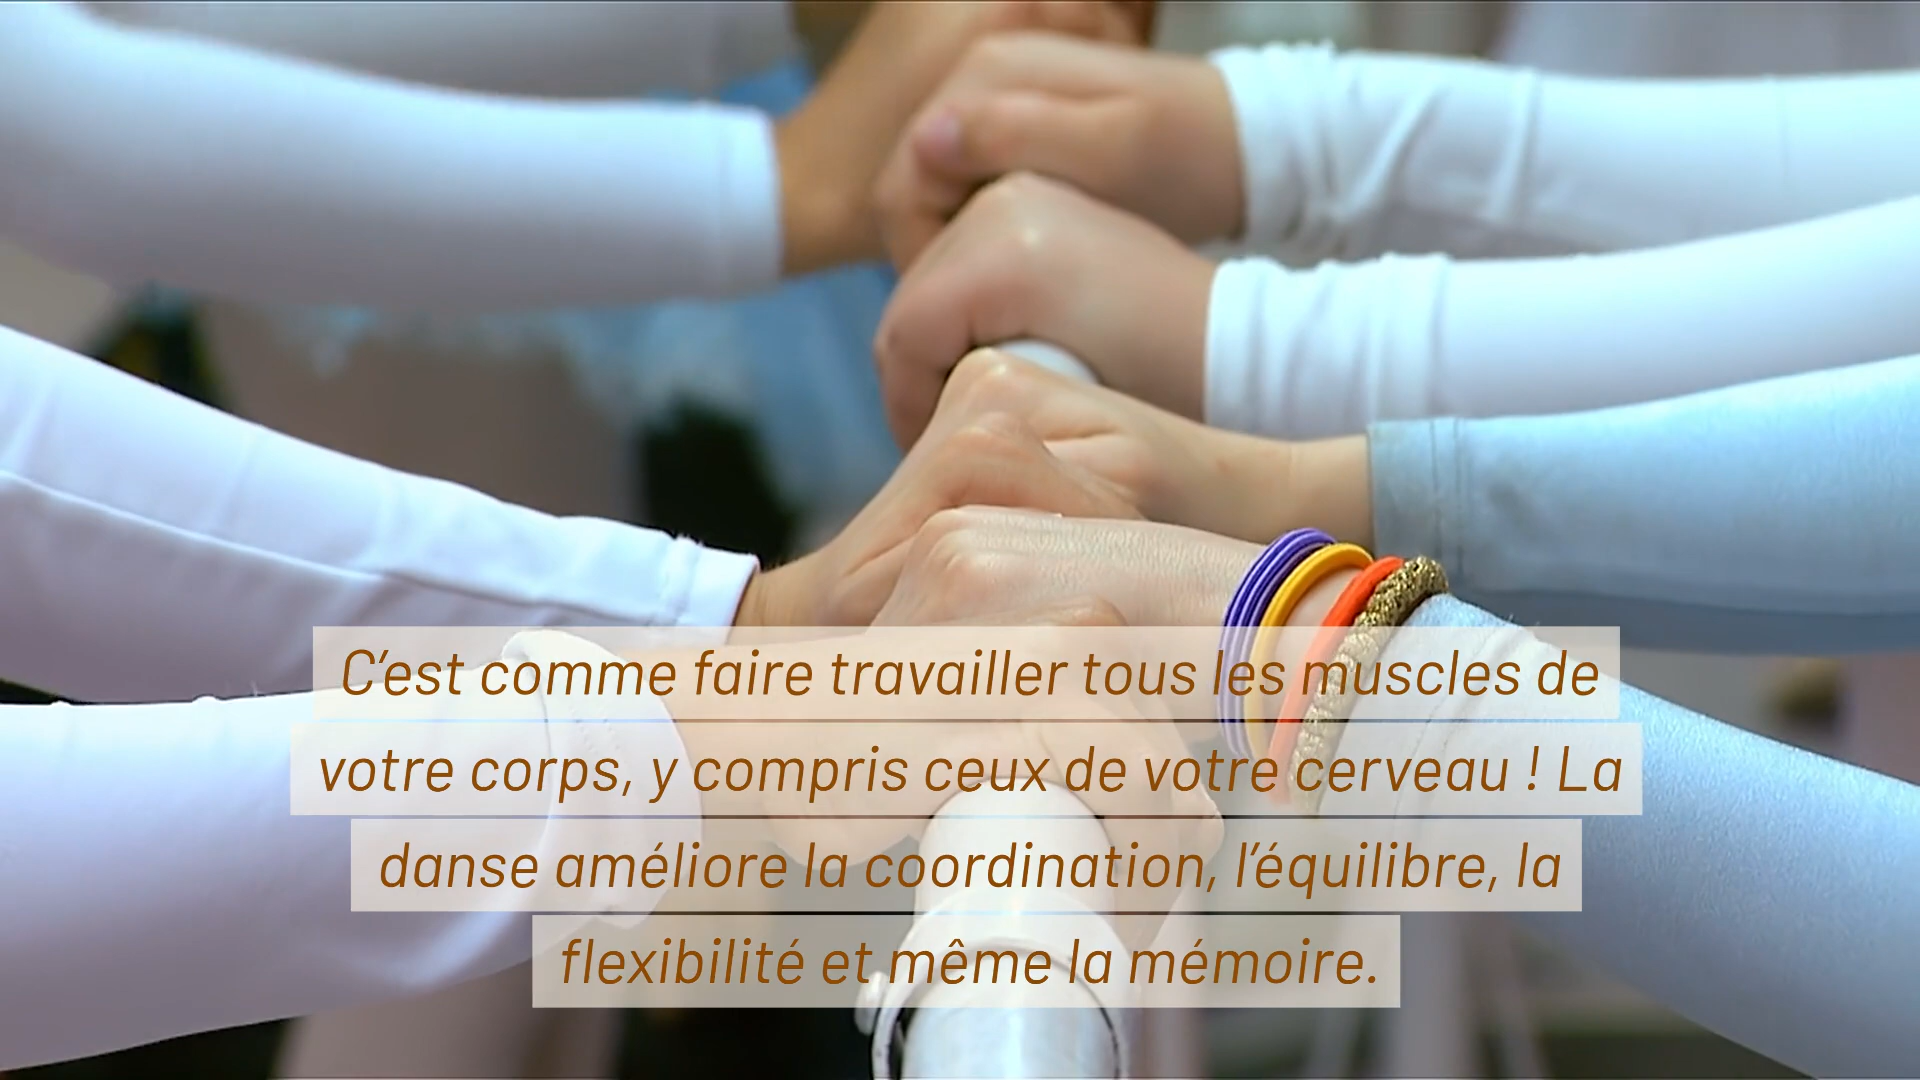 C’est comme faire travailler tous les muscles de
votre corps, y compris ceux de votre cerveau ! La
danse améliore la coordination, l’équilibre, la
flexibilité et même la mémoire.